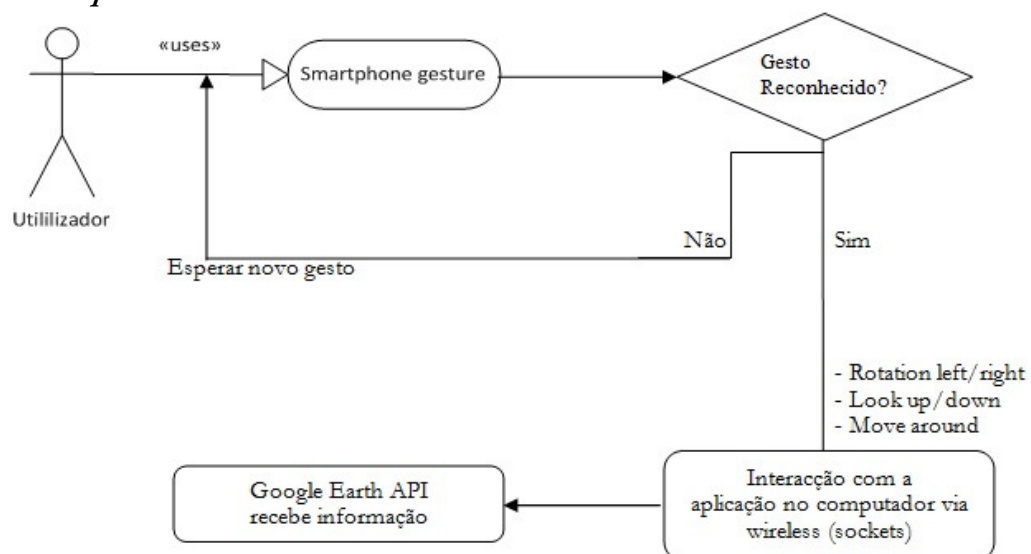 «uses»
Smartphone gesture
Gesto
Reconhecido?
Utililizador
Não
Sim
Esperar novo gesto
- Rotation left/right
- Look up/down
- Move around
Google Earth API
recebe informação
Interacção com a
aplicação no computador via
wireless (sockets)